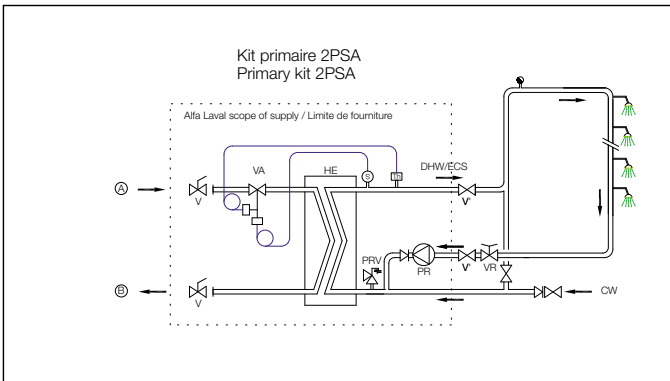 Kit primaire 2PSA
Primary kit 2PSA
Alfa Laval scope of supply / Limite de fourniture
VA
HE
S
Th
DHW/ECS
A
V
V'
PRV
PR
V'
VR
B
V
CW